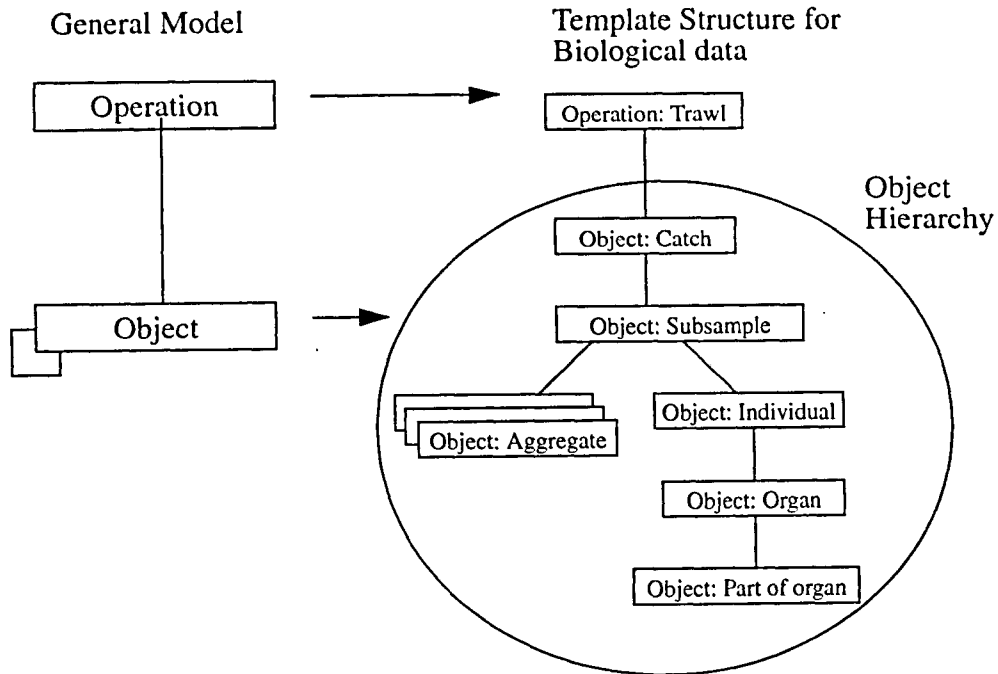 General Model
Template Structure for
Biological data
Operation
Operation: Trawl
Object
Hierarchy
Object: Catch
Object
Object: Subsample
Object: Aggregate
Object: Individual
Object: Organ
Object: Part of organ